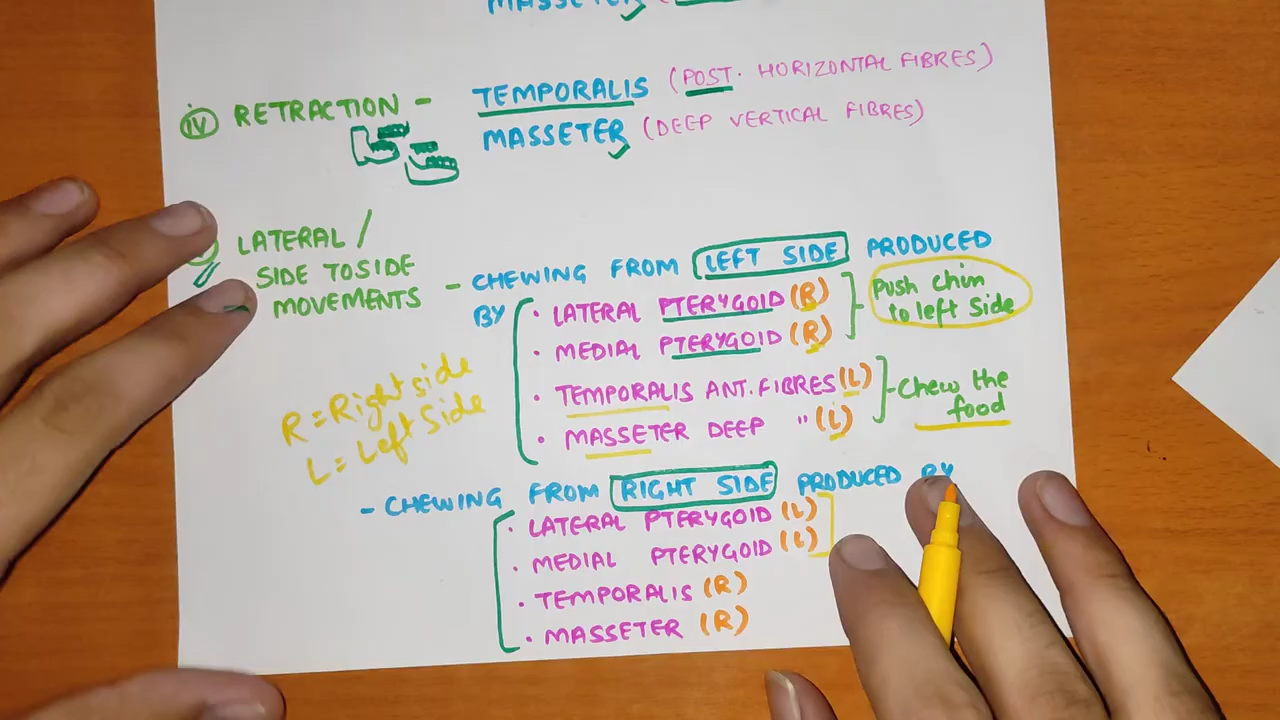 MASSETER (
iv RETRACTION - TEMPORALIS (POST. HORIZONTAL FIBRES)
MASSETER (DEEP VERTICAL FIBRES)
LATERAL /
SIDE TO SIDE
MOVEMENTS
- CHEWING FROM LEFT SIDE PRODUCED
BY
· LATERAL PTERYGOID (R)
· MEDIAL PTERYGOID (R)
Push chin
to left side
· TEMPORALIS ANT. FIBRES (L)
· MASSETER DEEP " (L)
Chew the
food
R = Right side
L = Left Side
- CHEWING FROM RIGHT SIDE PRODUCED BY
· LATERAL PTERYGOID (L)
· MEDIAL PTERYGOID (L)
· TEMPORALIS (R)
· MASSETER (R)